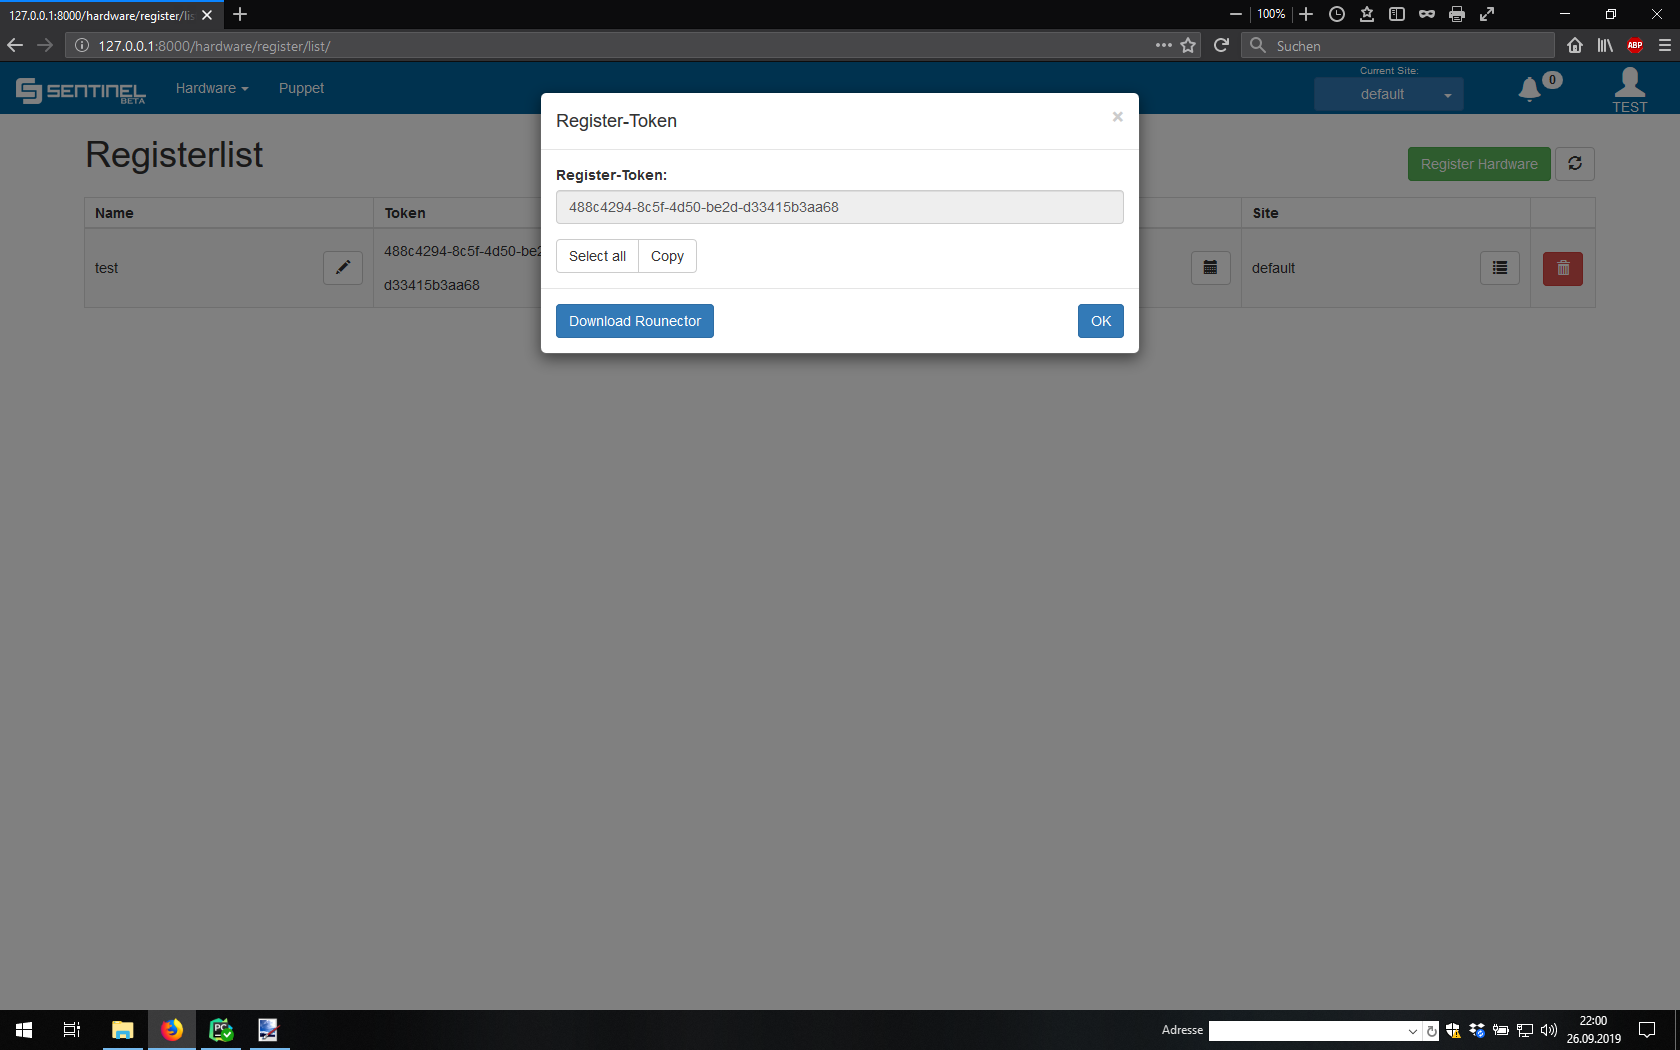 127.0.0.1:8000/hardware/register/lis
100%
127.0.0.1:8000/hardware/register/list/
Suchen
ABP
SENTINEL
BETA
Hardware
Puppet
Current Site:
default
0
TEST
Register-Token
×
Registerlist
Register Hardware
Register-Token:
488c4294-8c5f-4d50-be2d-d33415b3aa68
Name
Token
Site
test
488c4294-8c5f-4d50-be2
d33415b3aa68
default
Select all
Copy
Download Rounector
OK
PC
Adresse
22:00
26.09.2019